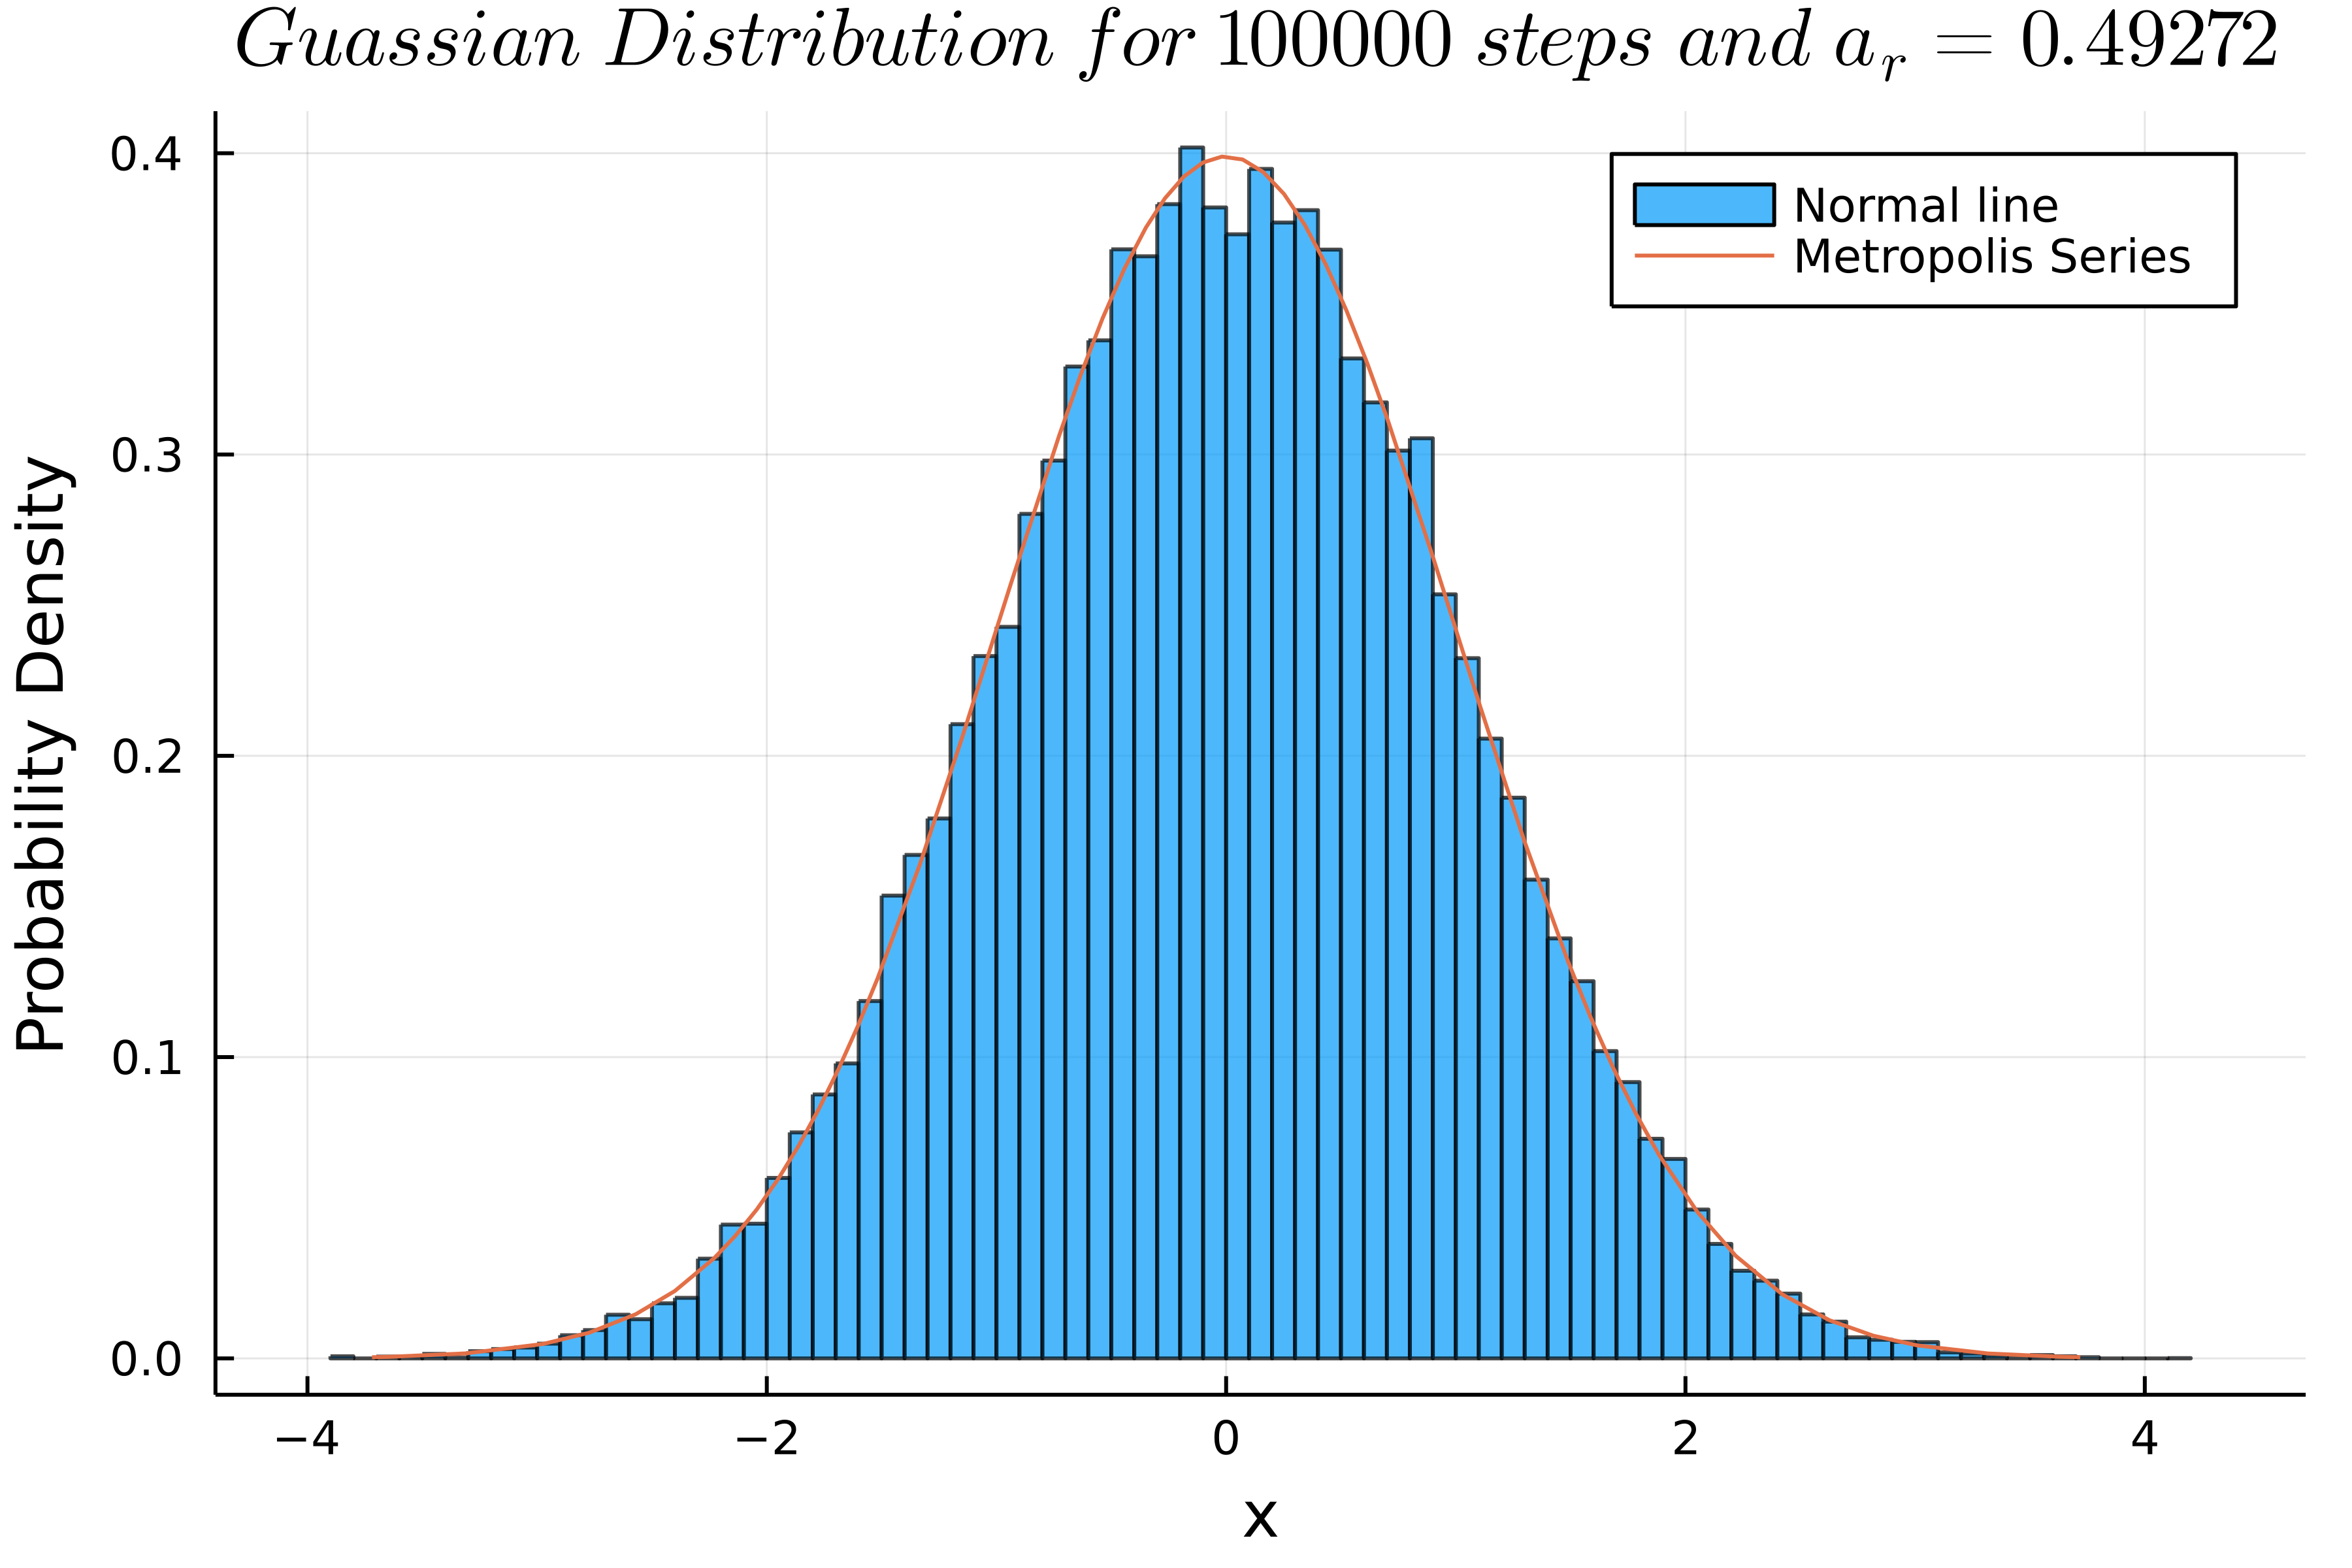 Guassian Distribution for 100000 steps and a_r = 0.49272
Normal line
Metropolis Series
Probability Density
0.4
0.3
0.2
0.1
0.0
−4 −2 0 2 4
x